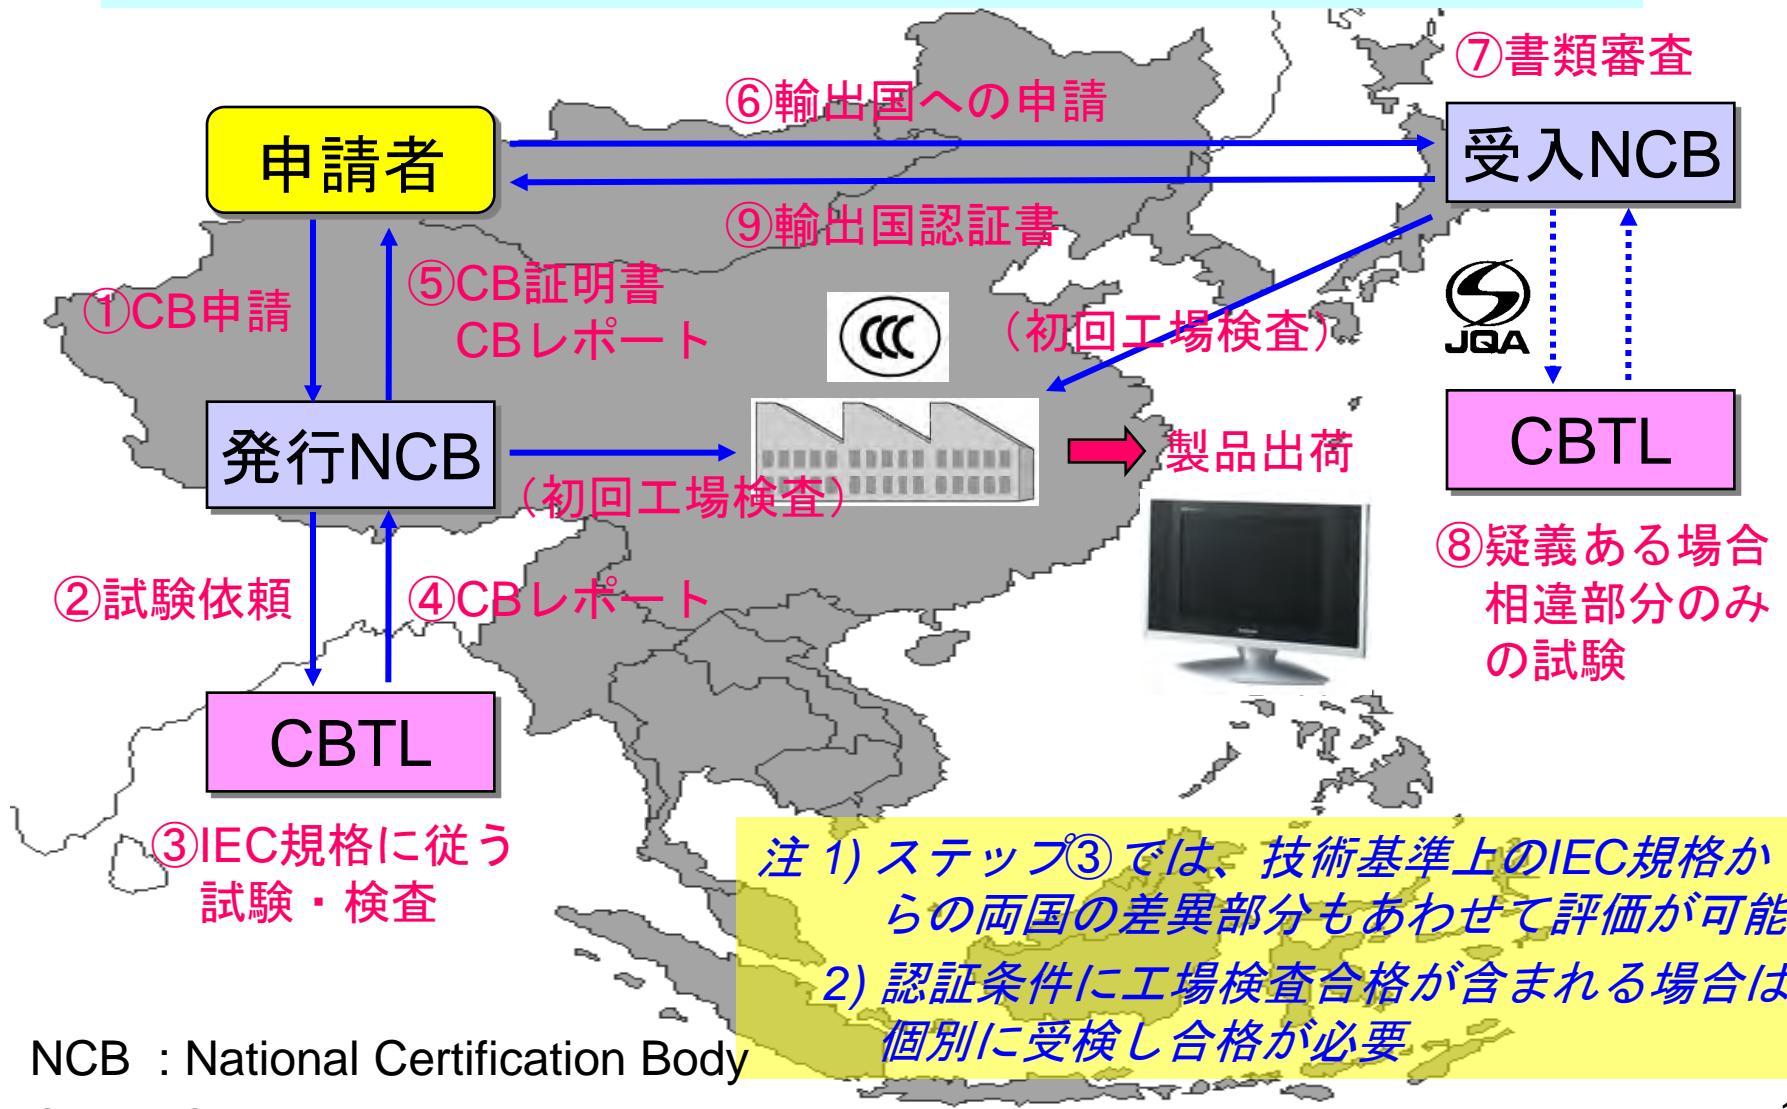 ⑦書類審査
⑥輸出国への申請
申請者
受入NCB
⑨輸出国認証書
①CB申請
⑤CB証明書
CBレポート
CCC
（初回工場検査）
JQA
発行NCB
製品出荷
CBTL
（初回工場検査）
⑧疑義ある場合
相違部分のみ
の試験
②試験依頼
④CBレポート
CBTL
③IEC規格に従う
試験・検査
注 1) ステップ③では、技術基準上のIEC規格か
らの両国の差異部分もあわせて評価が可能
2) 認証条件に工場検査合格が含まれる場合は
個別に受検し合格が必要
NCB : National Certification Body